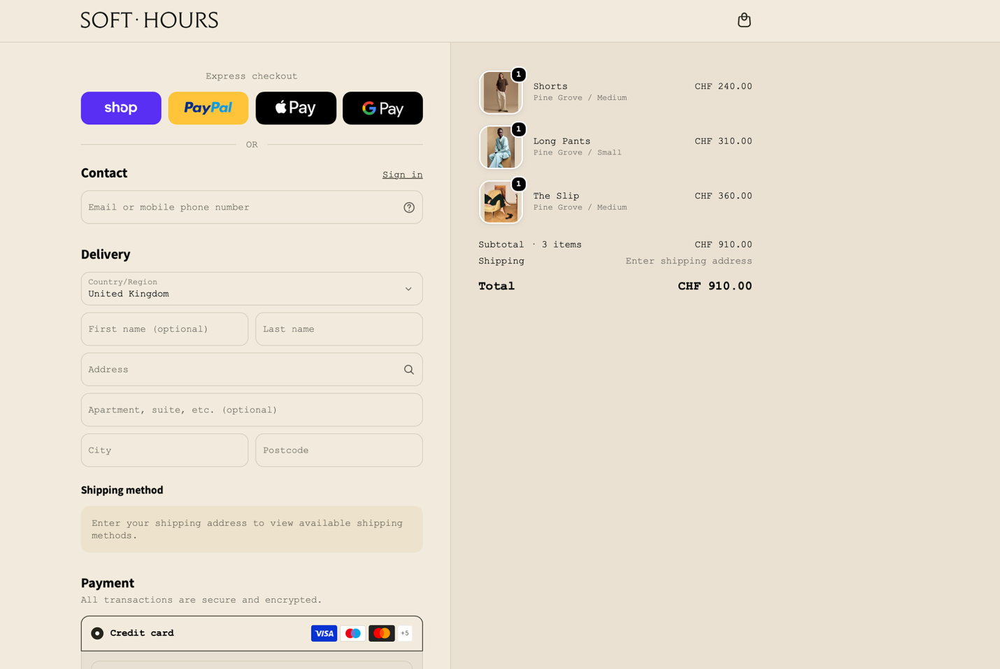 SOFT · HOURS
Express checkout
shop
PayPal
Pay
G Pay
OR
Contact
Sign in
Email or mobile phone number
Delivery
Country/Region
United Kingdom
First name (optional)
Last name
Address
Apartment, suite, etc. (optional)
City
Postcode
Shipping method
Enter your shipping address to view available shipping
methods.
Payment
All transactions are secure and encrypted.
Credit card
VISA
+5
1
Shorts
CHF 240.00
Pine Grove / Medium
1
Long Pants
CHF 310.00
Pine Grove / Small
1
The Slip
CHF 360.00
Pine Grove / Medium
Subtotal · 3 items
CHF 910.00
Shipping
Enter shipping address
Total
CHF 910.00